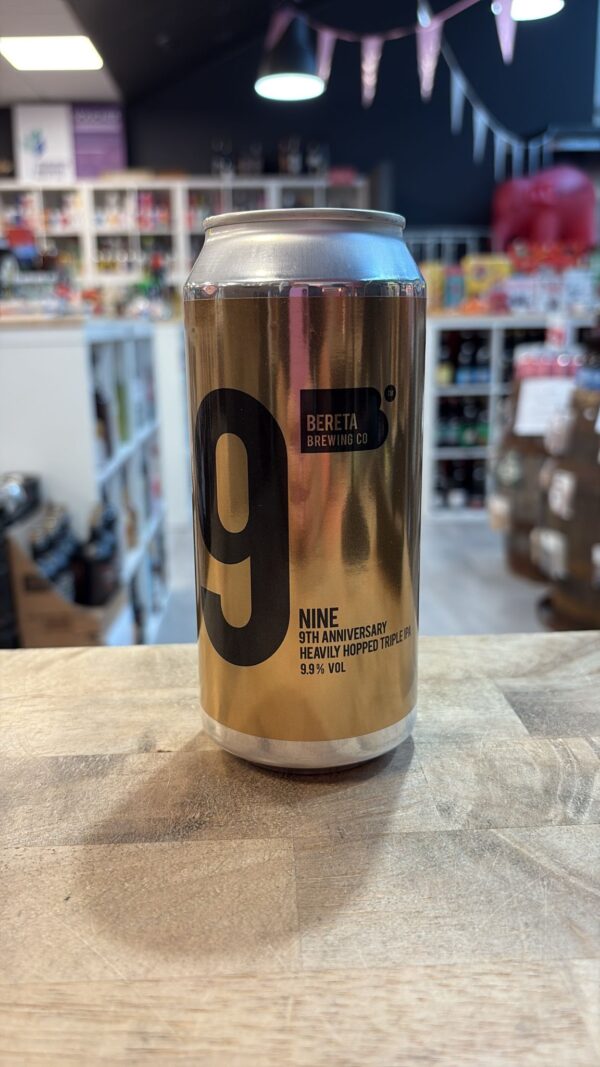 9
BERETA
BREWING CO
NINE
9TH ANNIVERSARY
HEAVILY HOPPED TRIPLE IPA
9.9% VOL